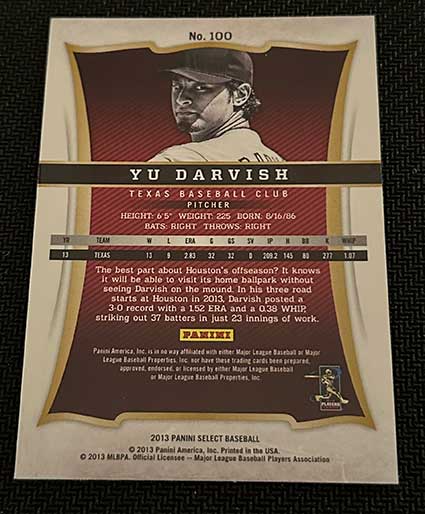 No. 100
YU DARVISH
TEXAS BASEBALL CLUB
PITCHER
HEIGHT: 6'5" WEIGHT: 225 BORN: 8/16/86
BATS: RIGHT THROWS: RIGHT
YR TEAM W L ERA G GS SV IP H BB K WHIP
13 TEXAS 13 9 2.83 32 32 0 209.2 145 80 277 1.07
The best part about Houston's offseason? It knows
it will be able to visit its home ballpark without
seeing Darvish on the mound. In his three road
starts at Houston in 2013, Darvish posted a
3-0 record with a 1.52 ERA and a 0.38 WHIP,
striking out 37 batters in just 23 innings of work.
PANINI
Panini America, Inc. is in no way affiliated with either Major League Baseball or Major
League Baseball Properties, Inc. nor have these trading cards been prepared,
approved, endorsed, or licensed by either Major League Baseball or Major
League Baseball Properties, Inc.
PLAYERS
2013 PANINI SELECT BASEBALL
© 2013 Panini America, Inc. Printed in the USA.
© 2013 MLBPA. Official Licensee – Major League Baseball Players Association